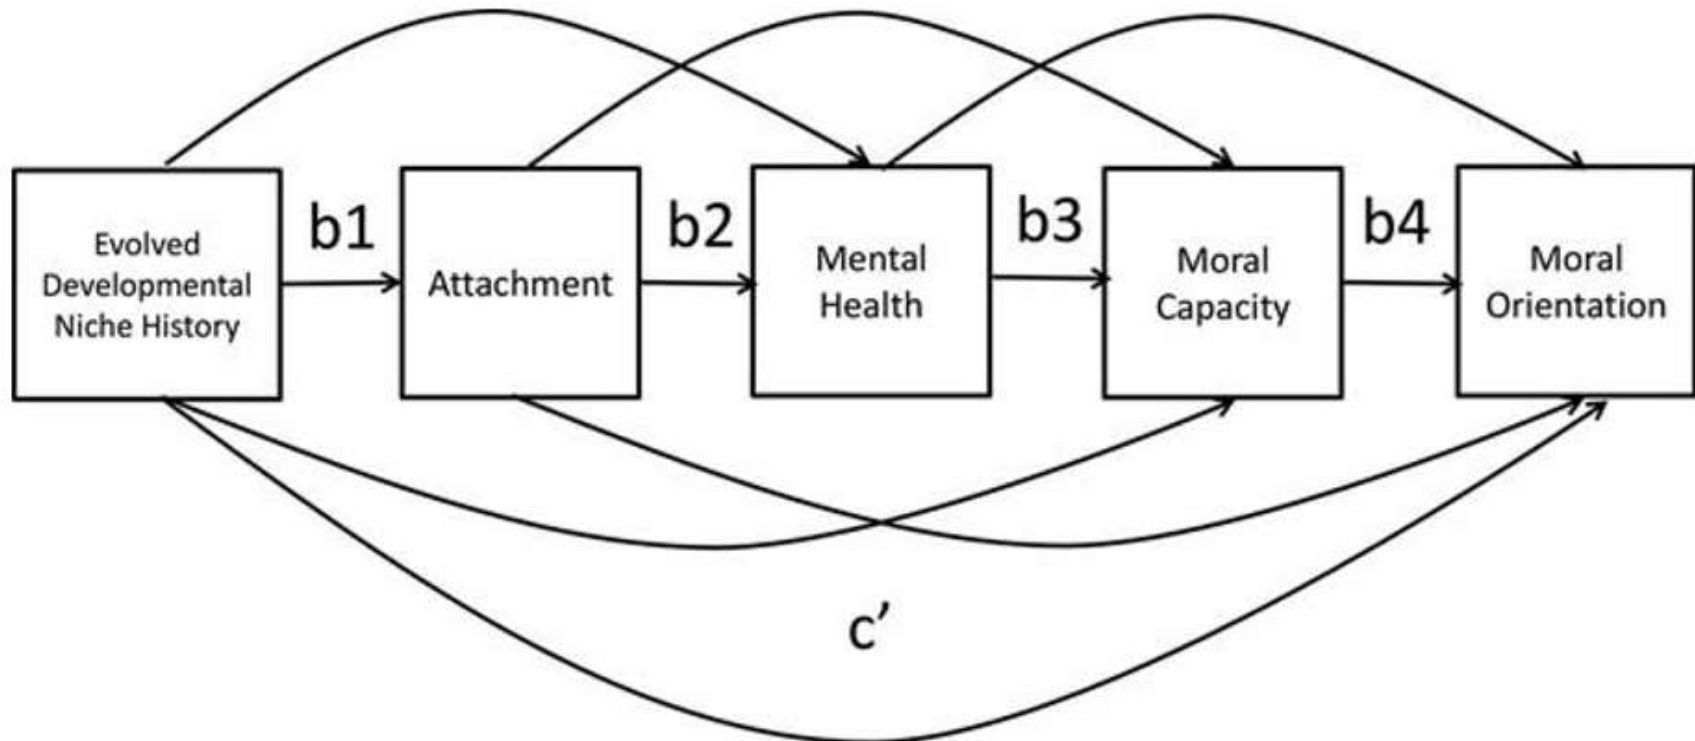 Evolved
Developmental
Niche History
b1
Attachment
b2
Mental
Health
b3
Moral
Capacity
b4
Moral
Orientation
c’